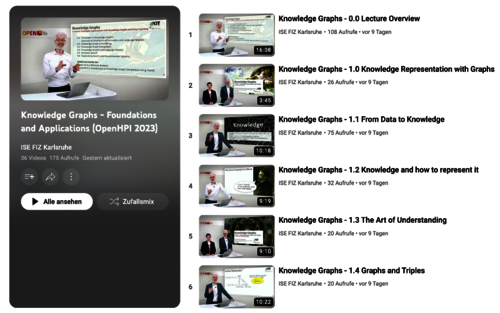 Knowledge Graphs - Foundations
and Applications (OpenHPI 2023)
ISE FIZ Karlsruhe
36 Videos 173 Aufrufe Gestern aktualisiert
Alle ansehen
Zufallsmix
1
16:38
Knowledge Graphs - 0.0 Lecture Overview
ISE FIZ Karlsruhe • 108 Aufrufe • vor 9 Tagen
2
3:45
Knowledge Graphs - 1.0 Knowledge Representation with Graphs
ISE FIZ Karlsruhe • 26 Aufrufe • vor 9 Tagen
3
Knowledge
10:18
Knowledge Graphs - 1.1 From Data to Knowledge
ISE FIZ Karlsruhe • 75 Aufrufe • vor 9 Tagen
4
9:19
Knowledge Graphs - 1.2 Knowledge and how to represent it
ISE FIZ Karlsruhe • 32 Aufrufe • vor 9 Tagen
5
9:10
Knowledge Graphs - 1.3 The Art of Understanding
ISE FIZ Karlsruhe • 20 Aufrufe • vor 9 Tagen
6
10:22
Knowledge Graphs - 1.4 Graphs and Triples
ISE FIZ Karlsruhe • 20 Aufrufe • vor 9 Tagen